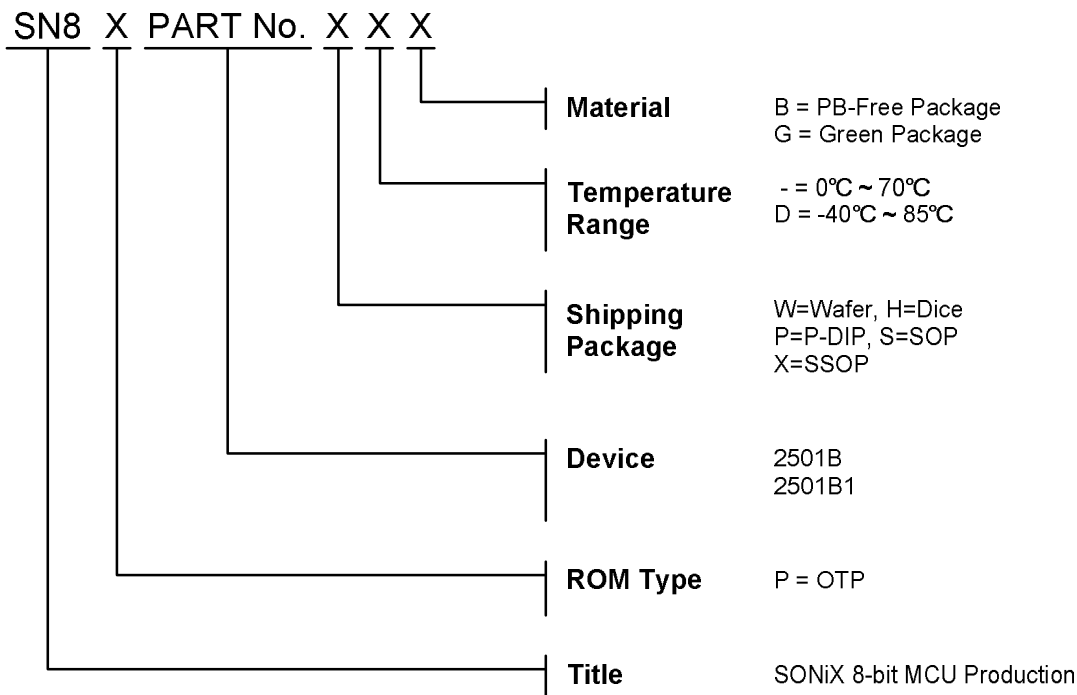 SN8 X PART No. X X X
Material
B = PB-Free Package
G = Green Package
Temperature
Range
- = 0℃ ~ 70℃
D = -40℃ ~ 85℃
Shipping
Package
W=Wafer, H=Dice
P=P-DIP, S=SOP
X=SSOP
Device
2501B
2501B1
ROM Type
P = OTP
Title
SONiX 8-bit MCU Production